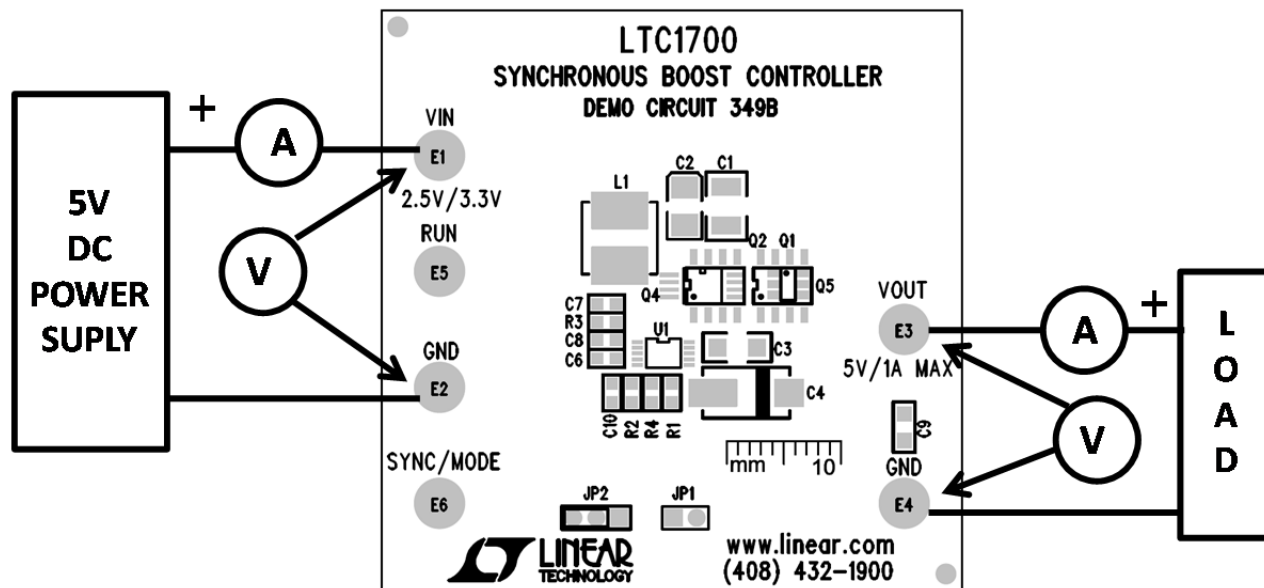 LTC1700
SYNCHRONOUS BOOST CONTROLLER
DEMO CIRCUIT 349B
5V
DC
POWER
SUPLY
+
A
V
VIN
E1
2.5V/3.3V
RUN
E5
GND
E2
SYNC/MODE
E6
L1
C2
C1
Q2
Q1
Q4
Q5
C7
R3
C8
C6
U1
C3
C4
C10
R2
R4
R1
mm
10
JP2
JP1
VOUT
E3
5V/1A MAX
C9
GND
E4
A
+
V
L
O
A
D
LINEAR
TECHNOLOGY
www.linear.com
(408) 432-1900